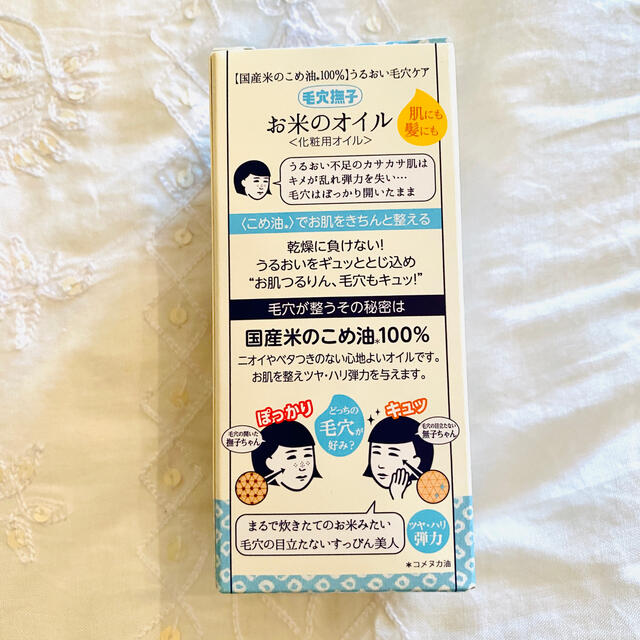 【国産米のこめ油*100%】うるおい毛穴ケア
毛穴撫子
お米のオイル
<化粧用オイル>
肌にも
髪にも
うるおい不足のカサカサ肌は
キメが乱れ弾力を失い…
毛穴はぽっかり開いたまま
〈こめ油*〉でお肌をきちんと整える
乾燥に負けない!
うるおいをギュッととじ込め
“お肌つるりん、毛穴もキュッ!”
毛穴が整うその秘密は
国産米のこめ油*100%
ニオイやベタつきのない心地よいオイルです。
お肌を整えツヤ・ハリ弾力を与えます。
ぽっかり
どっちの
毛穴が
好み?
キュッ
毛穴の開いた
撫子ちゃん
毛穴の目立たない
撫子ちゃん
まるで炊きたてのお米みたい
毛穴の目立たないすっぴん美人
ツヤ・ハリ
弾力
*コメヌカ油